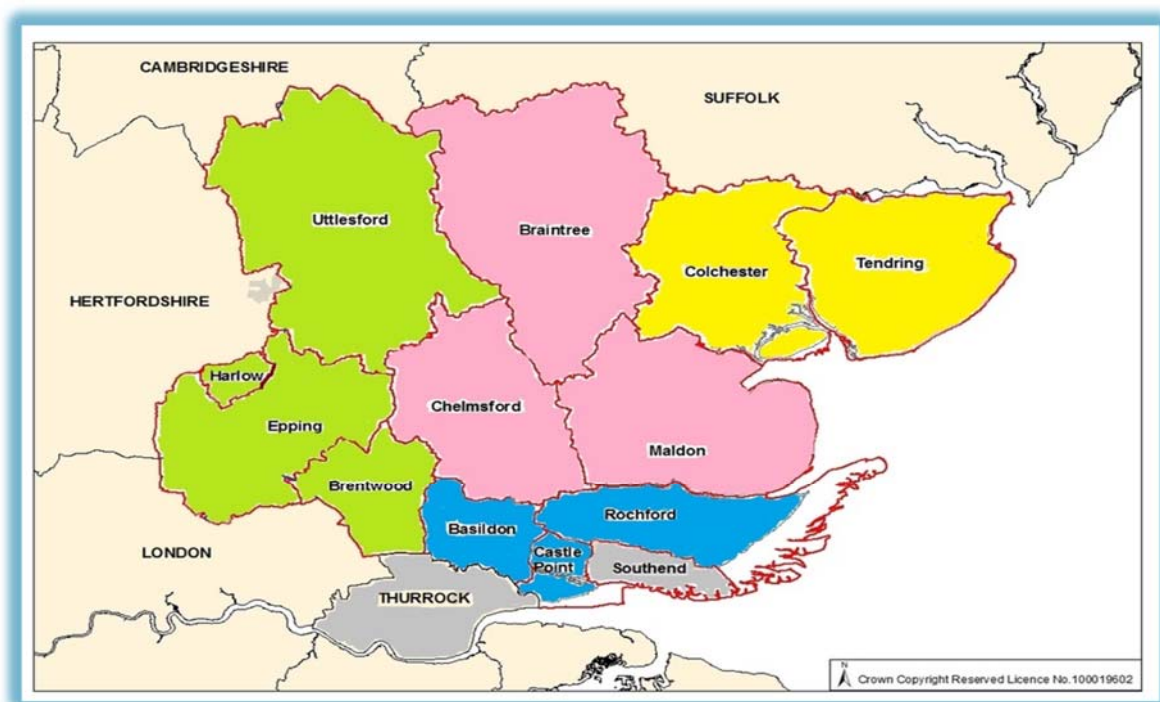 CAMBRIDGESHIRE
SUFFOLK
Uttlesford
Braintree
Colchester
Tendring
HERTFORDSHIRE
Harlow
Epping
Chelmsford
Maldon
Brentwood
Basildon
Rochford
LONDON
Castle
Point
Southend
THURROCK
N
Crown Copyright Reserved Licence No.100019602